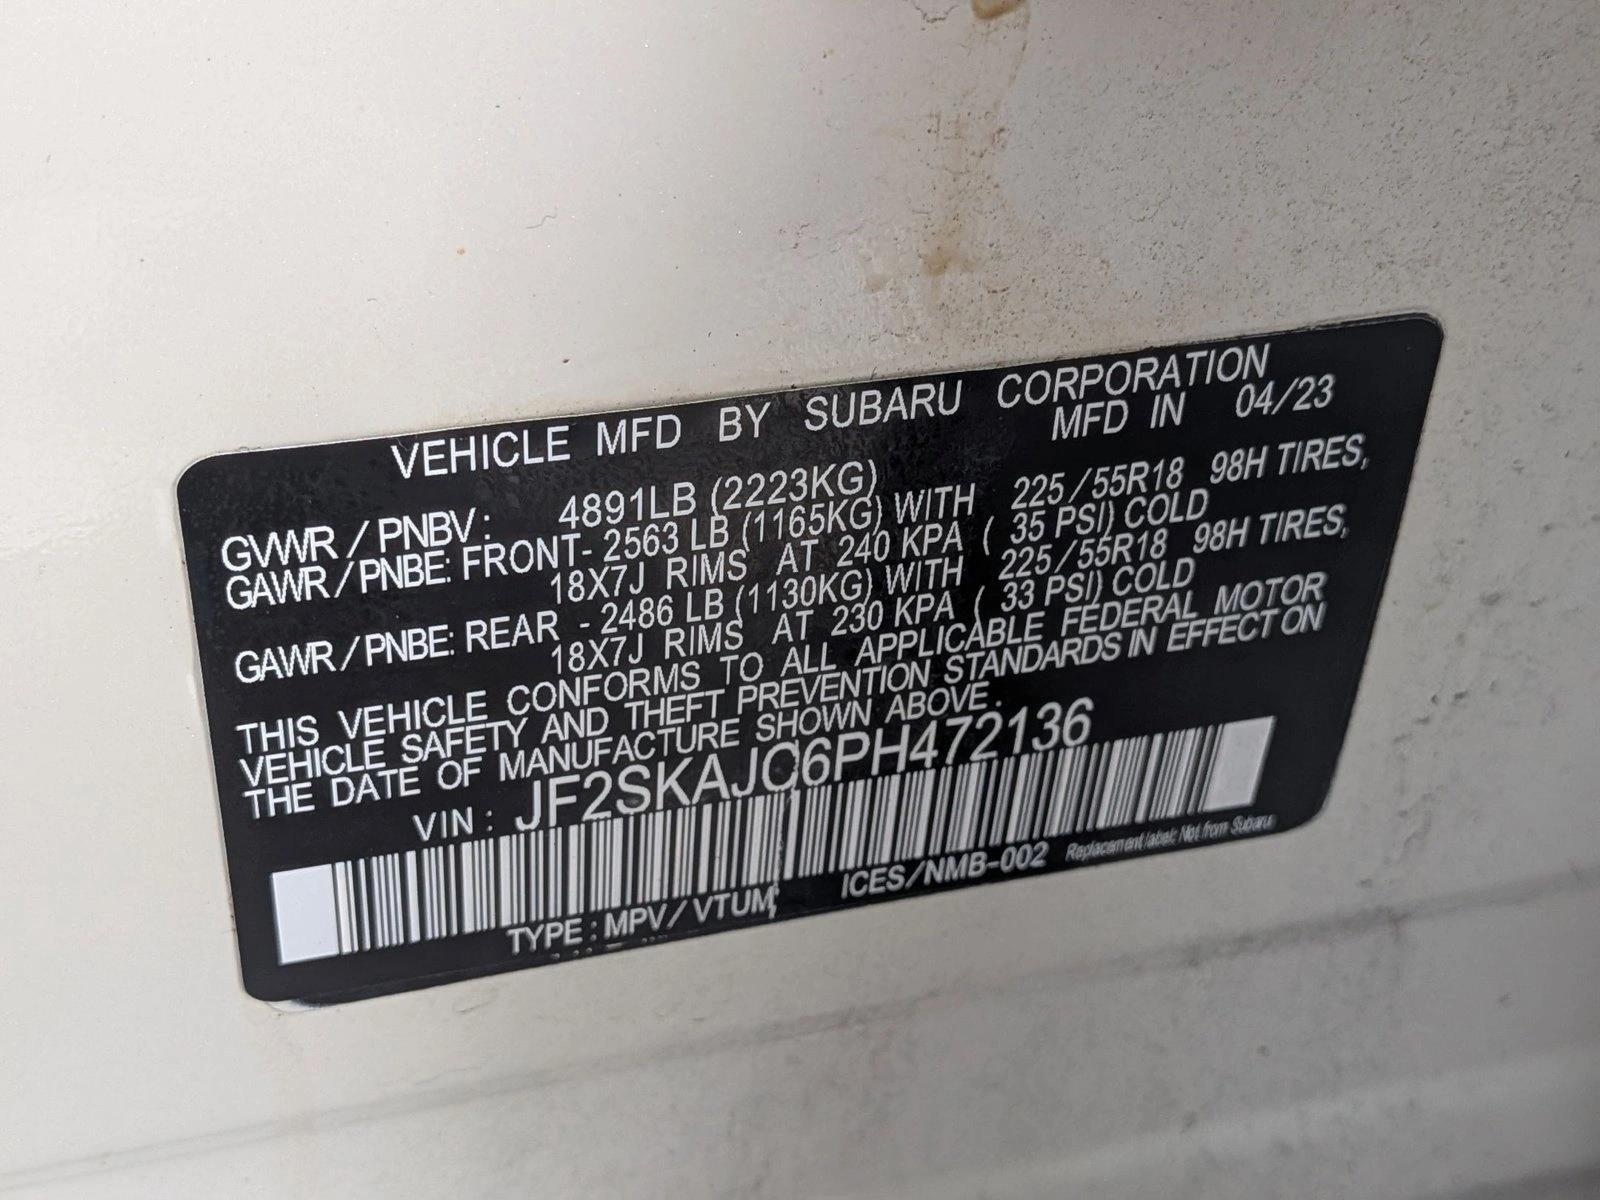 VEHICLE MFD BY SUBARU CORPORATION
MFD IN 04/23
GVWR/PNBV: 4891LB (2223KG)
GAWR/PNBE: FRONT- 2563 LB (1165KG) WITH 225/55R18 98H TIRES,
18X7J RIMS AT 240 KPA ( 35 PSI) COLD
GAWR/PNBE: REAR - 2486 LB (1130KG) WITH 225/55R18 98H TIRES,
18X7J RIMS AT 230 KPA ( 33 PSI) COLD
THIS VEHICLE CONFORMS TO ALL APPLICABLE FEDERAL MOTOR
VEHICLE SAFETY AND THEFT PREVENTION STANDARDS IN EFFECT ON
THE DATE OF MANUFACTURE SHOWN ABOVE.
VIN: JF2SKAJC6PH472136
TYPE: MPV/VTUM ICES/NMB-002 Replacement label: Not from Subaru